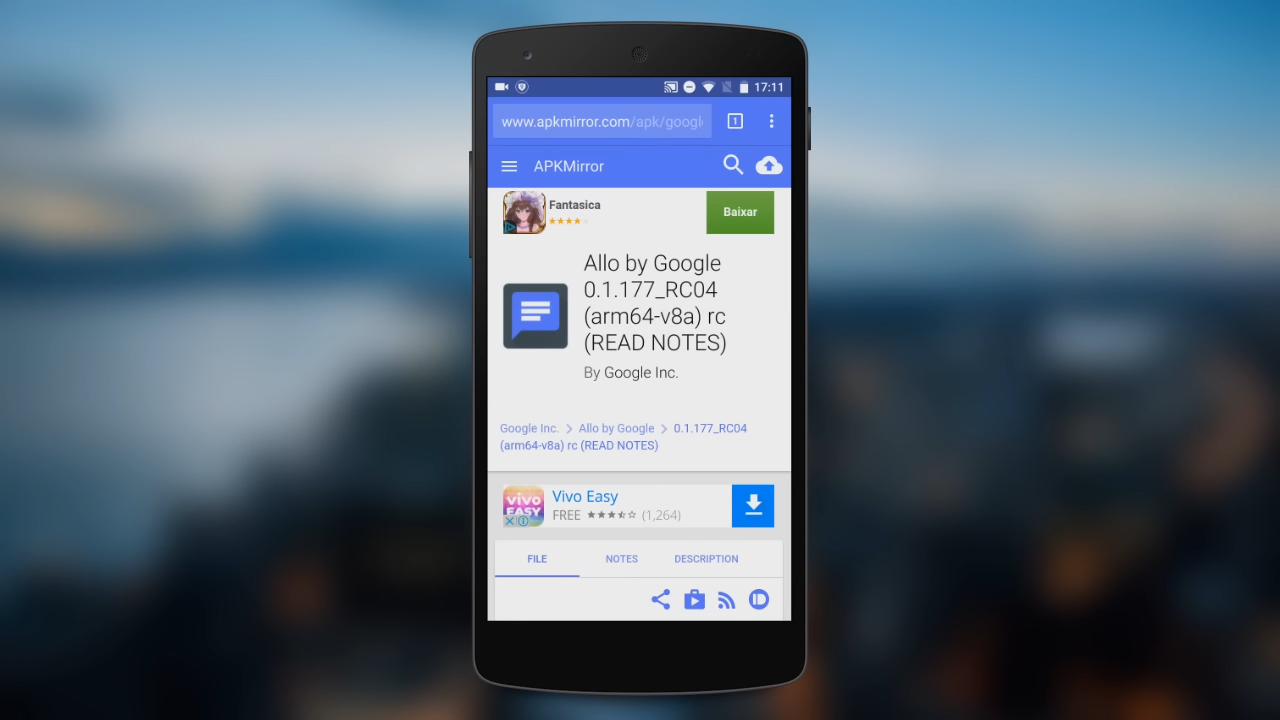 17:11
www.apkmirror.com/apk/googl
1
APKMirror
Fantasica
Baixar
Allo by Google
0.1.177_RC04
(arm64-v8a) rc
(READ NOTES)
By Google Inc.
Google Inc. > Allo by Google > 0.1.177_RC04
(arm64-v8a) rc (READ NOTES)
vivo
EASY
Vivo Easy
FREE (1,264)
FILE NOTES DESCRIPTION